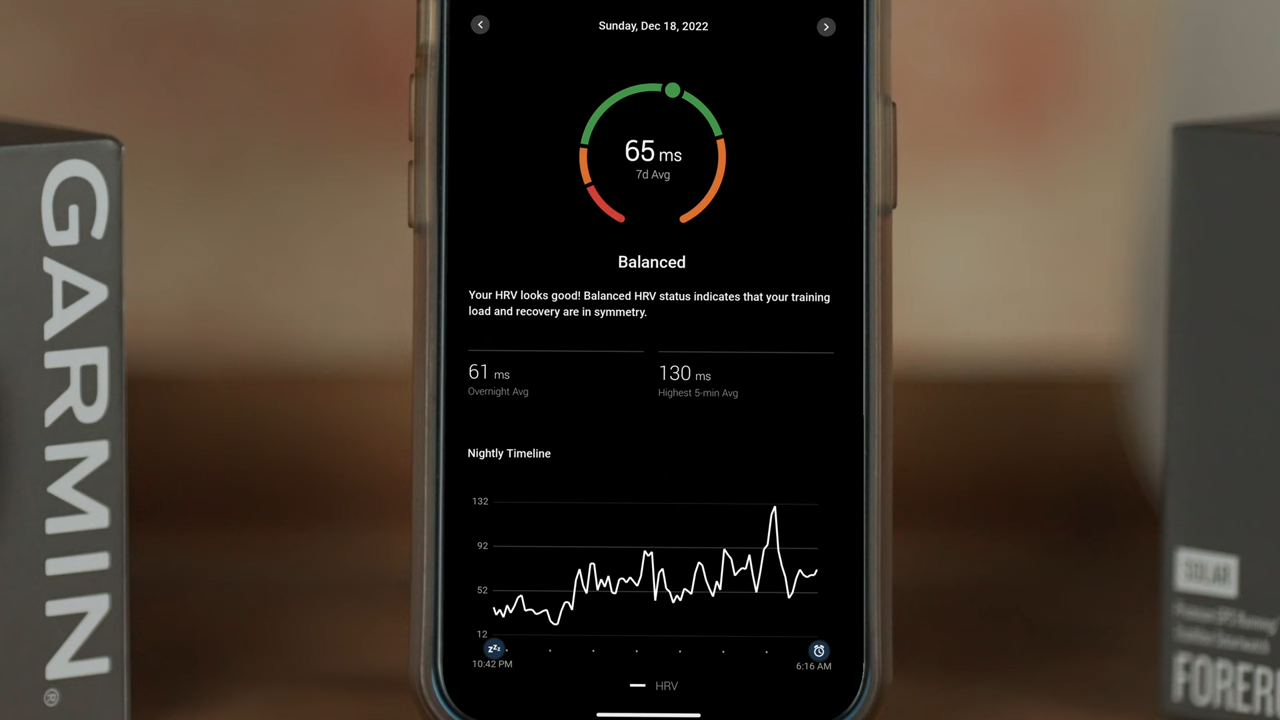 GARMIN®
Sunday, Dec 18, 2022
65 ms
7d Avg
Balanced
Your HRV looks good! Balanced HRV status indicates that your training
load and recovery are in symmetry.
61 ms
Overnight Avg
130 ms
Highest 5-min Avg
Nightly Timeline
132
92
52
12
zzz
10:42 PM
6:16 AM
HRV
SOLAR
FORER